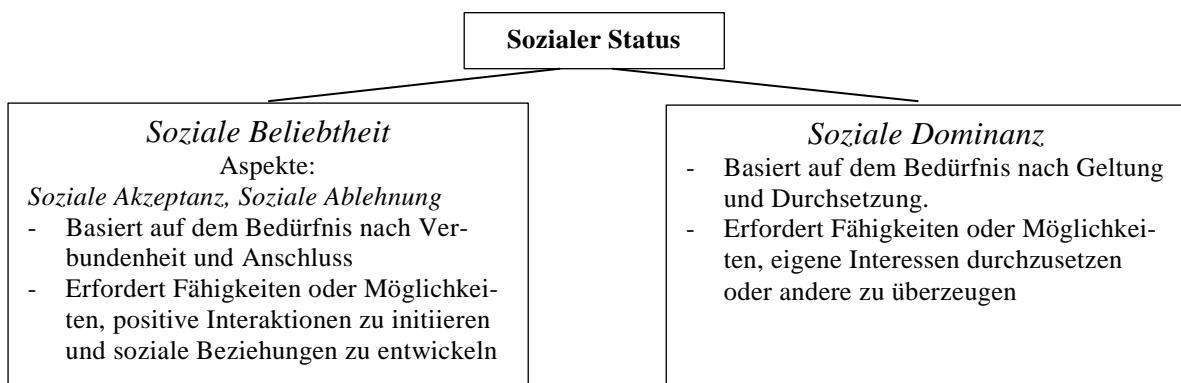 Sozialer Status
Soziale Beliebtheit
Aspekte:
Soziale Akzeptanz, Soziale Ablehnung
- Basiert auf dem Bedürfnis nach Ver-
bundenheit und Anschluss
- Erfordert Fähigkeiten oder Möglichkei-
ten, positive Interaktionen zu initiieren
und soziale Beziehungen zu entwickeln
Soziale Dominanz
- Basiert auf dem Bedürfnis nach Geltung
und Durchsetzung.
- Erfordert Fähigkeiten oder Möglichkei-
ten, eigene Interessen durchzusetzen
oder andere zu überzeugen